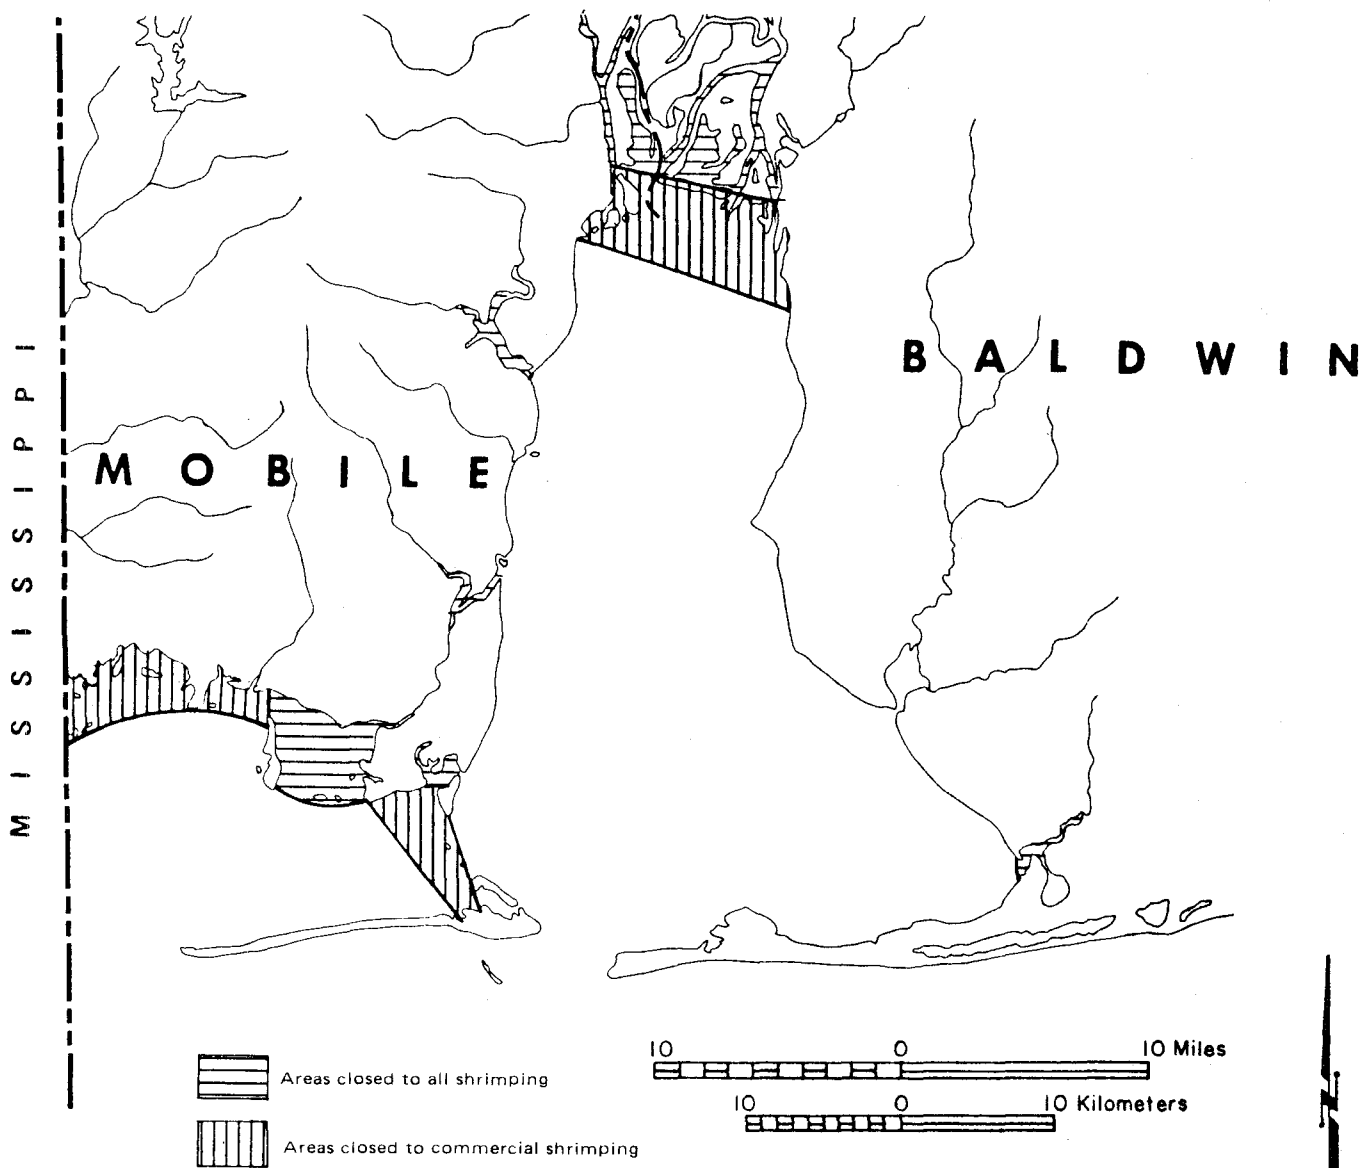 MISSISSIPPI
BALDWIN
MOBILE
10 0 10 Miles
10 0 10 Kilometers
Areas closed to all shrimping
Areas closed to commercial shrimping